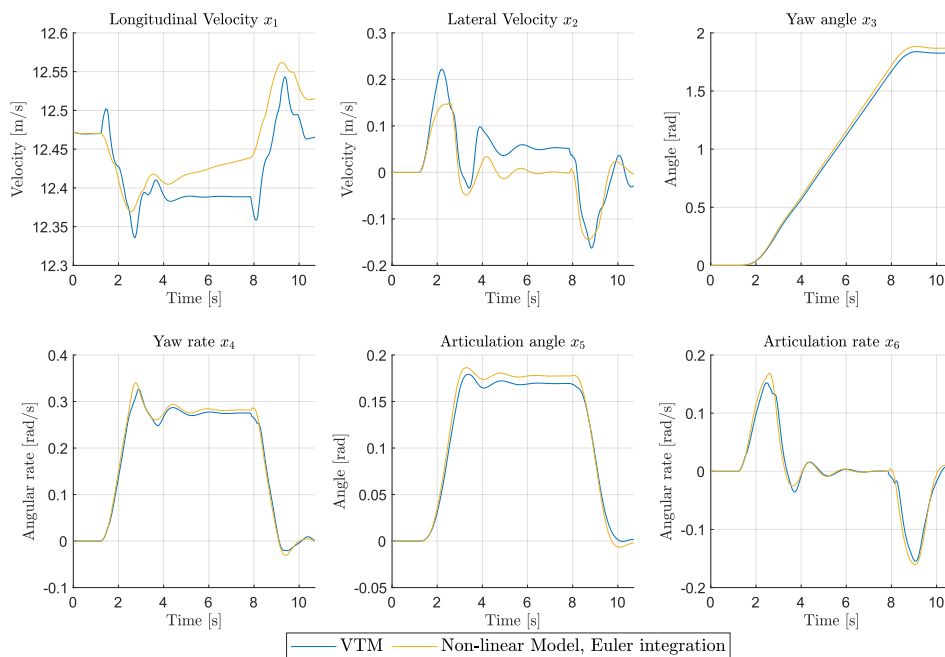 Longitudinal Velocity x₁
Velocity [m/s]
12.6
12.55
12.5
12.45
12.4
12.35
12.3
0 2 4 6 8 10
Time [s]
Lateral Velocity x₂
Velocity [m/s]
0.3
0.2
0.1
0
-0.1
-0.2
0 2 4 6 8 10
Time [s]
Yaw angle x₃
Angle [rad]
2
1.5
1
0.5
0
0 2 4 6 8 10
Time [s]
Yaw rate x₄
Angular rate [rad/s]
0.4
0.3
0.2
0.1
0
-0.1
0 2 4 6 8 10
Time [s]
Articulation angle x₅
Angle [rad]
0.2
0.15
0.1
0.05
0
-0.05
0 2 4 6 8 10
Time [s]
Articulation rate x₆
Angular rate [rad/s]
0.2
0.1
0
-0.1
-0.2
0 2 4 6 8 10
Time [s]
VTM
Non-linear Model, Euler integration